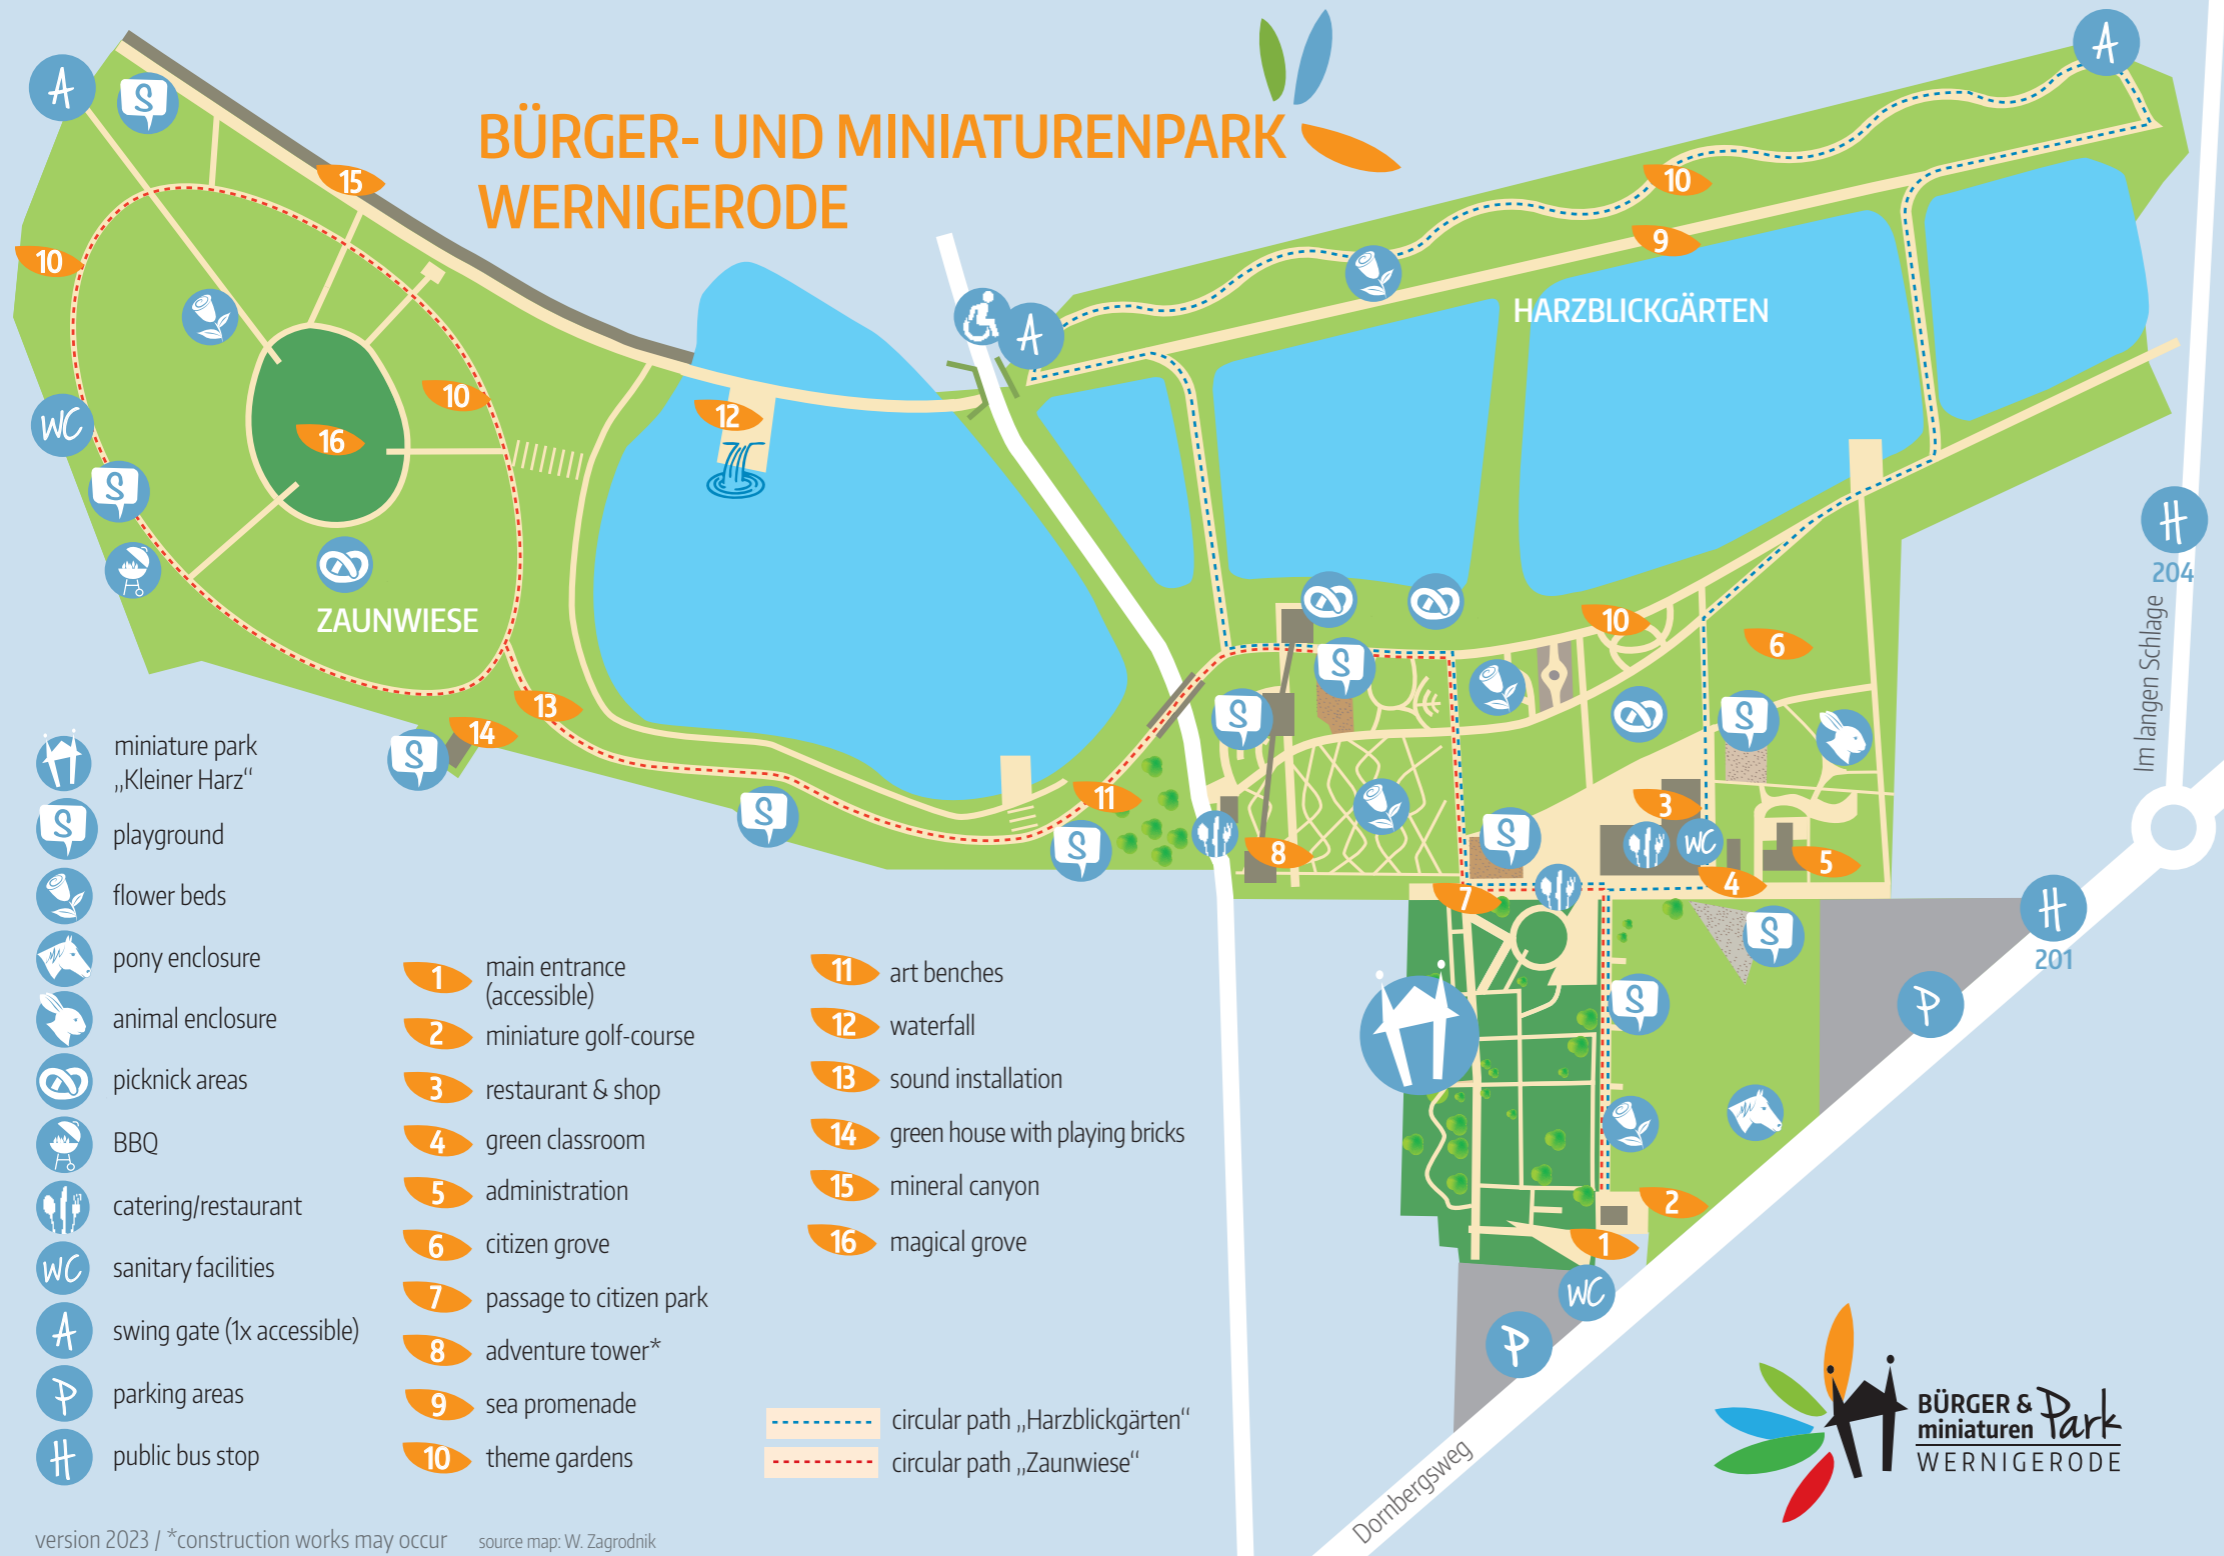 BÜRGER- UND MINIATURENPARK
WERNIGERODE
A
S
15
10
10
16
WC
S
ZAUNWIESE
12
A
A
10
9
HARZBLICKGÄRTEN
H
204
Im langen Schlage
10
6
S
S
S
13
14
S
S
11
S
8
S
3
WC
4
5
7
S
H
201
P
S
2
1
WC
P
Dornbergsweg
miniature park
„Kleiner Harz“
S playground
flower beds
pony enclosure
animal enclosure
picknick areas
BBQ
catering/restaurant
WC sanitary facilities
A swing gate (1x accessible)
P parking areas
H public bus stop
1 main entrance
(accessible)
2 miniature golf-course
3 restaurant & shop
4 green classroom
5 administration
6 citizen grove
7 passage to citizen park
8 adventure tower*
9 sea promenade
10 theme gardens
11 art benches
12 waterfall
13 sound installation
14 green house with playing bricks
15 mineral canyon
16 magical grove
circular path „Harzblickgärten“
circular path „Zaunwiese“
BÜRGER &
miniaturen Park
WERNIGERODE
version 2023 / *construction works may occur
source map: W. Zagrodnik